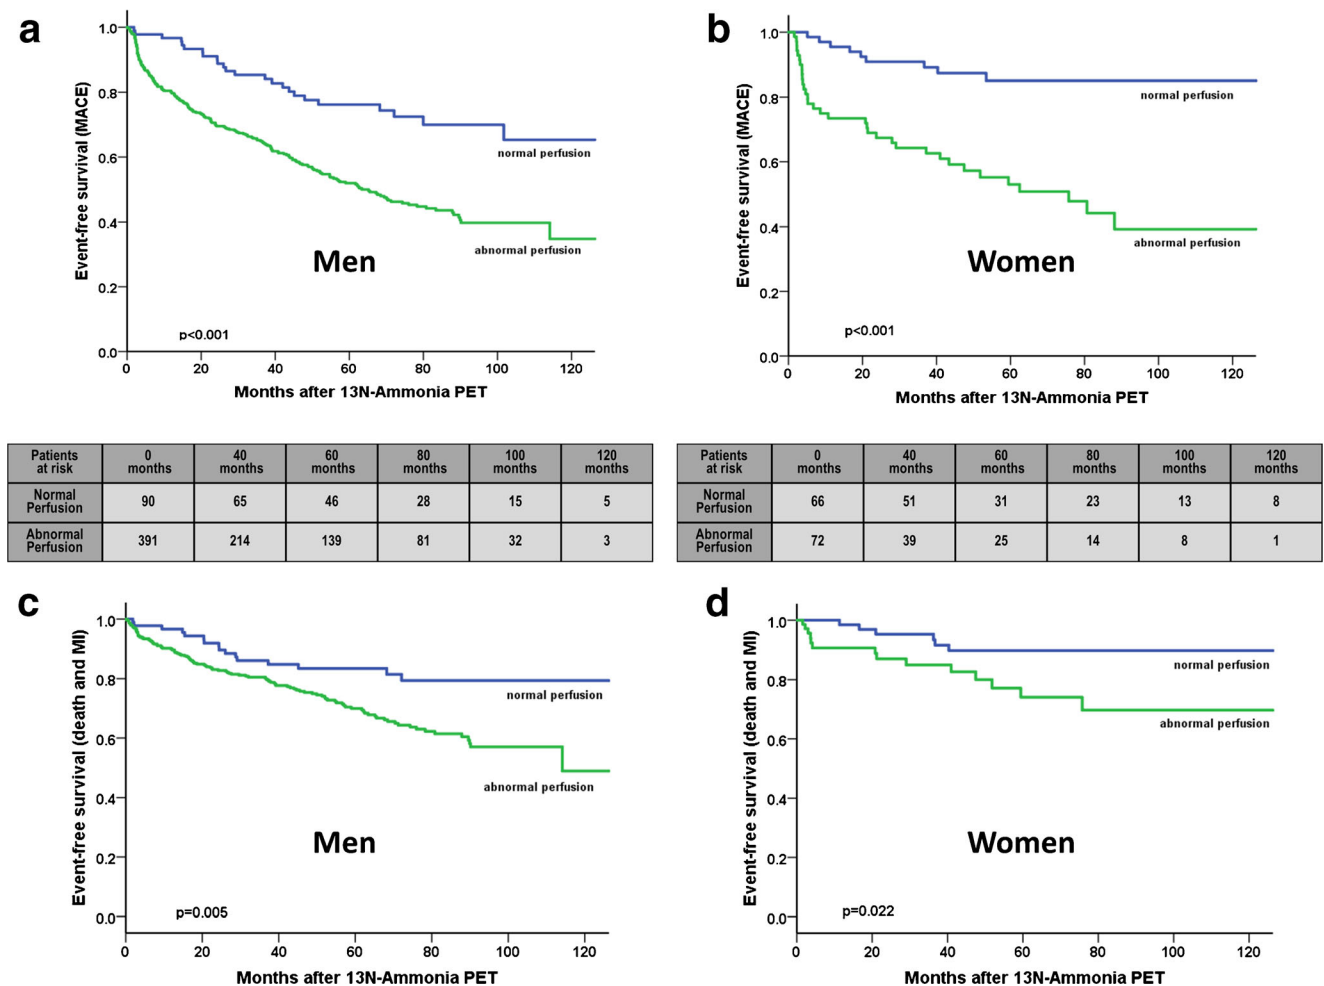 a
Event-free survival (MACE)
1.0
0.8
0.6
0.4
0.2
0.0
normal perfusion
abnormal perfusion
Men
p<0.001
0 20 40 60 80 100 120
Months after 13N-Ammonia PET
b
Event-free survival (MACE)
1.0
0.8
0.6
0.4
0.2
0.0
normal perfusion
abnormal perfusion
Women
p<0.001
0 20 40 60 80 100 120
Months after 13N-Ammonia PET
Patients at risk 0 months 40 months 60 months 80 months 100 months 120 months
Normal Perfusion 90 65 46 28 15 5
Abnormal Perfusion 391 214 139 81 32 3
Patients at risk 0 months 40 months 60 months 80 months 100 months 120 months
Normal Perfusion 66 51 31 23 13 8
Abnormal Perfusion 72 39 25 14 8 1
c
Event-free survival (death and MI)
1.0
0.8
0.6
0.4
0.2
0.0
normal perfusion
abnormal perfusion
Men
p=0.005
0 20 40 60 80 100 120
Months after 13N-Ammonia PET
d
Event-free survival (death and MI)
1.0
0.8
0.6
0.4
0.2
0.0
normal perfusion
abnormal perfusion
Women
p=0.022
0 20 40 60 80 100 120
Months after 13N-Ammonia PET